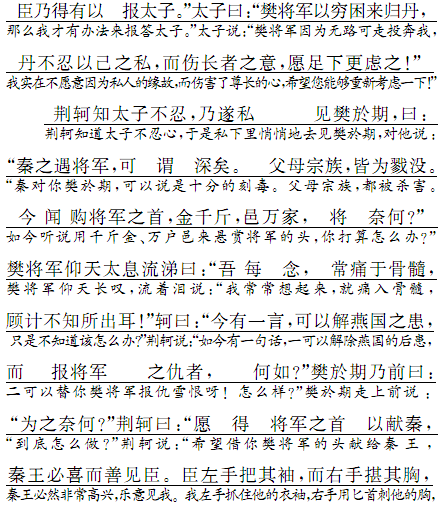 臣乃得有以 报太子。”太子曰：“樊将军以穷困来归丹，
那么我才有办法来报答太子。”太子说：“樊将军因为无路可走投奔我，
丹不忍以己之私，而伤长者之意，愿足下更虑之！”
我实在不愿意因为私人的缘故，而伤害了尊长的心，希望您能够重新考虑一下！”
荆轲知太子不忍，乃遂私 见樊於期，曰：
荆轲知道太子不忍心，于是私下里悄悄地去见樊於期，对他说：
“秦之遇将军，可 谓 深矣。 父母宗族，皆为戮没。
“秦对你樊於期，可以说是十分的刻毒。父母宗族，都被杀害。
今 闻 购将军之首，金千斤，邑万家， 将 奈何？”
如今听说用千斤金、万户邑来悬赏将军的头，你打算怎么办？”
樊将军仰天太息流涕曰：“吾 每 念， 常痛于骨髓，
樊将军仰天长叹，流着泪说：“我常常想起来，就痛入骨髓，
顾计不知所出耳！”轲曰：“今有一言，可以解燕国之患，
只是不知道该怎么办？”荆轲说：“如今有一句话，一可以解除燕国的后患，
而 报将军 之仇者， 何如？”樊於期乃前曰：
二可以替你樊将军报仇雪恨呀！怎么样？”樊於期走上前说：
“为之奈何？”荆轲曰：“愿 得 将军之首 以献秦，
“到底怎么做？”荆轲说：“希望借你樊将军的头献给秦王，
秦王必喜而善见臣。臣左手把其袖，而右手揕其胸，
秦王必然非常高兴，乐意见我。我左手抓住他的衣袖，右手用匕首刺他的胸，